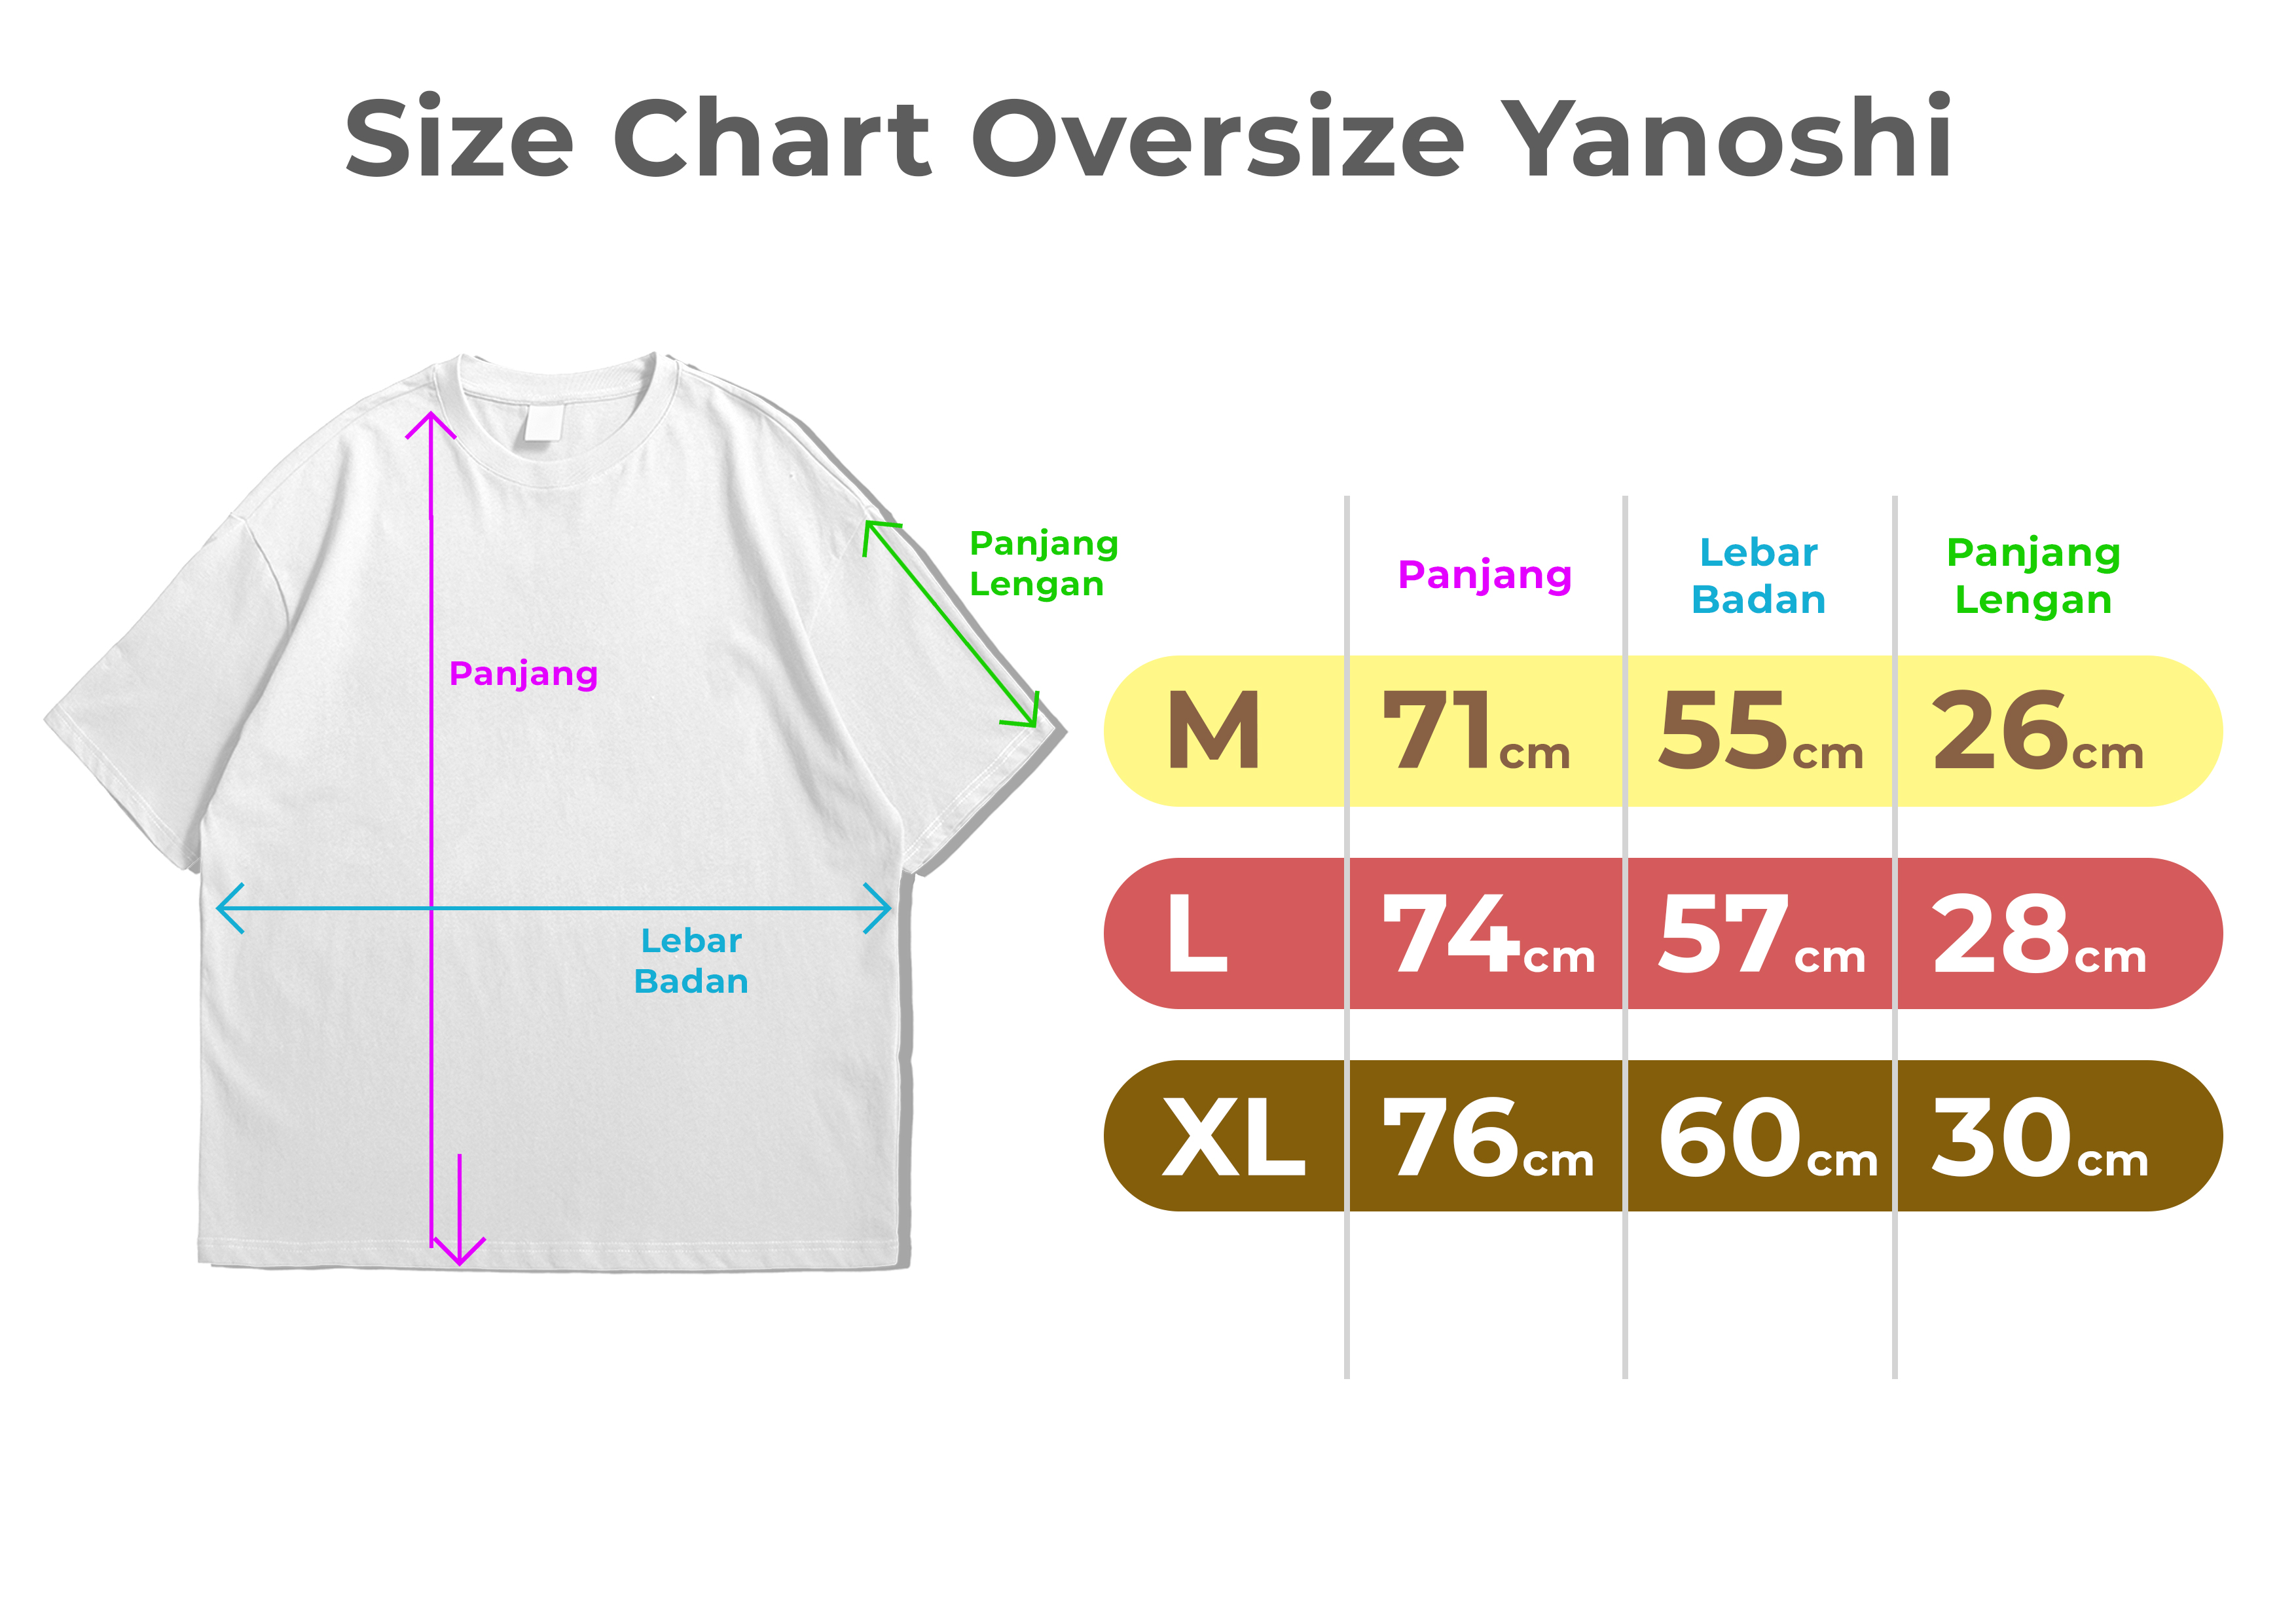 Size Chart Oversize Yanoshi
Panjang
Lengan
Panjang
Lebar
Badan
Panjang
Lebar
Badan
Panjang
Lengan
M 71cm 55cm 26cm
L 74cm 57cm 28cm
XL 76cm 60cm 30cm